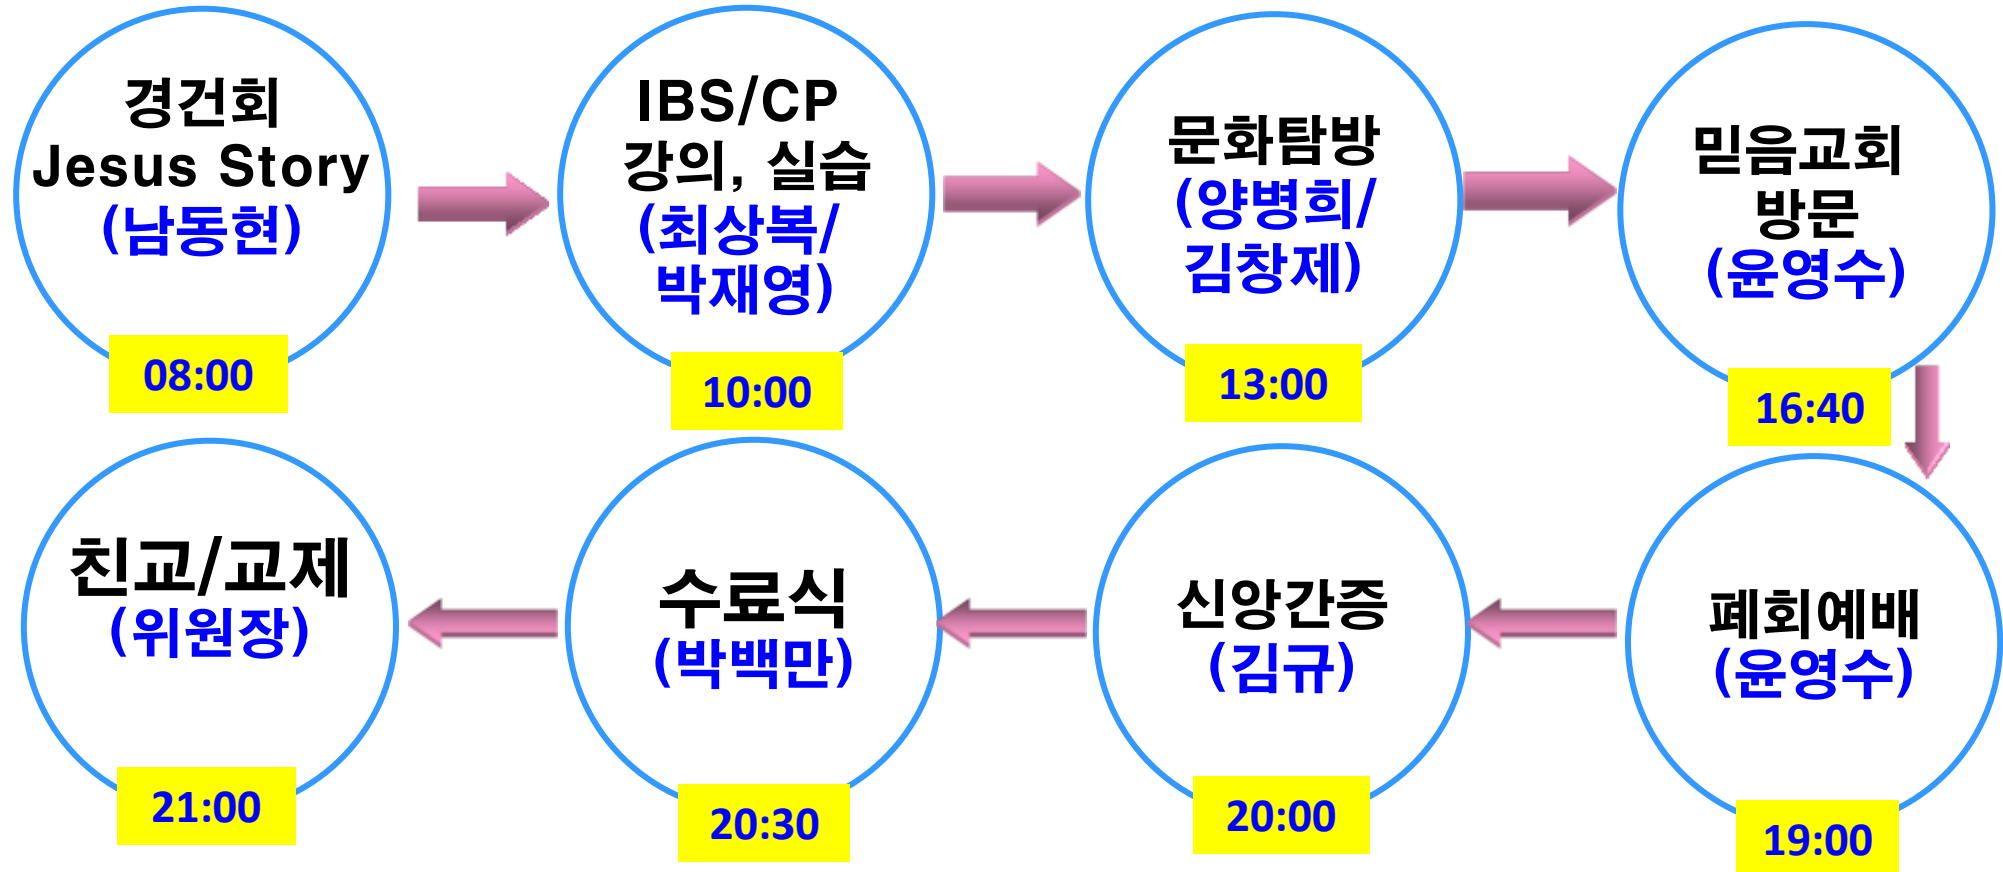 경건회
Jesus Story
(남동현)
08:00
IBS/CP
강의, 실습
(최상복/
박재영)
10:00
문화탐방
(양병희/
김창제)
13:00
믿음교회
방문
(윤영수)
16:40
폐회예배
(윤영수)
19:00
신앙간증
(김규)
20:00
수료식
(박백만)
20:30
친교/교제
(위원장)
21:00